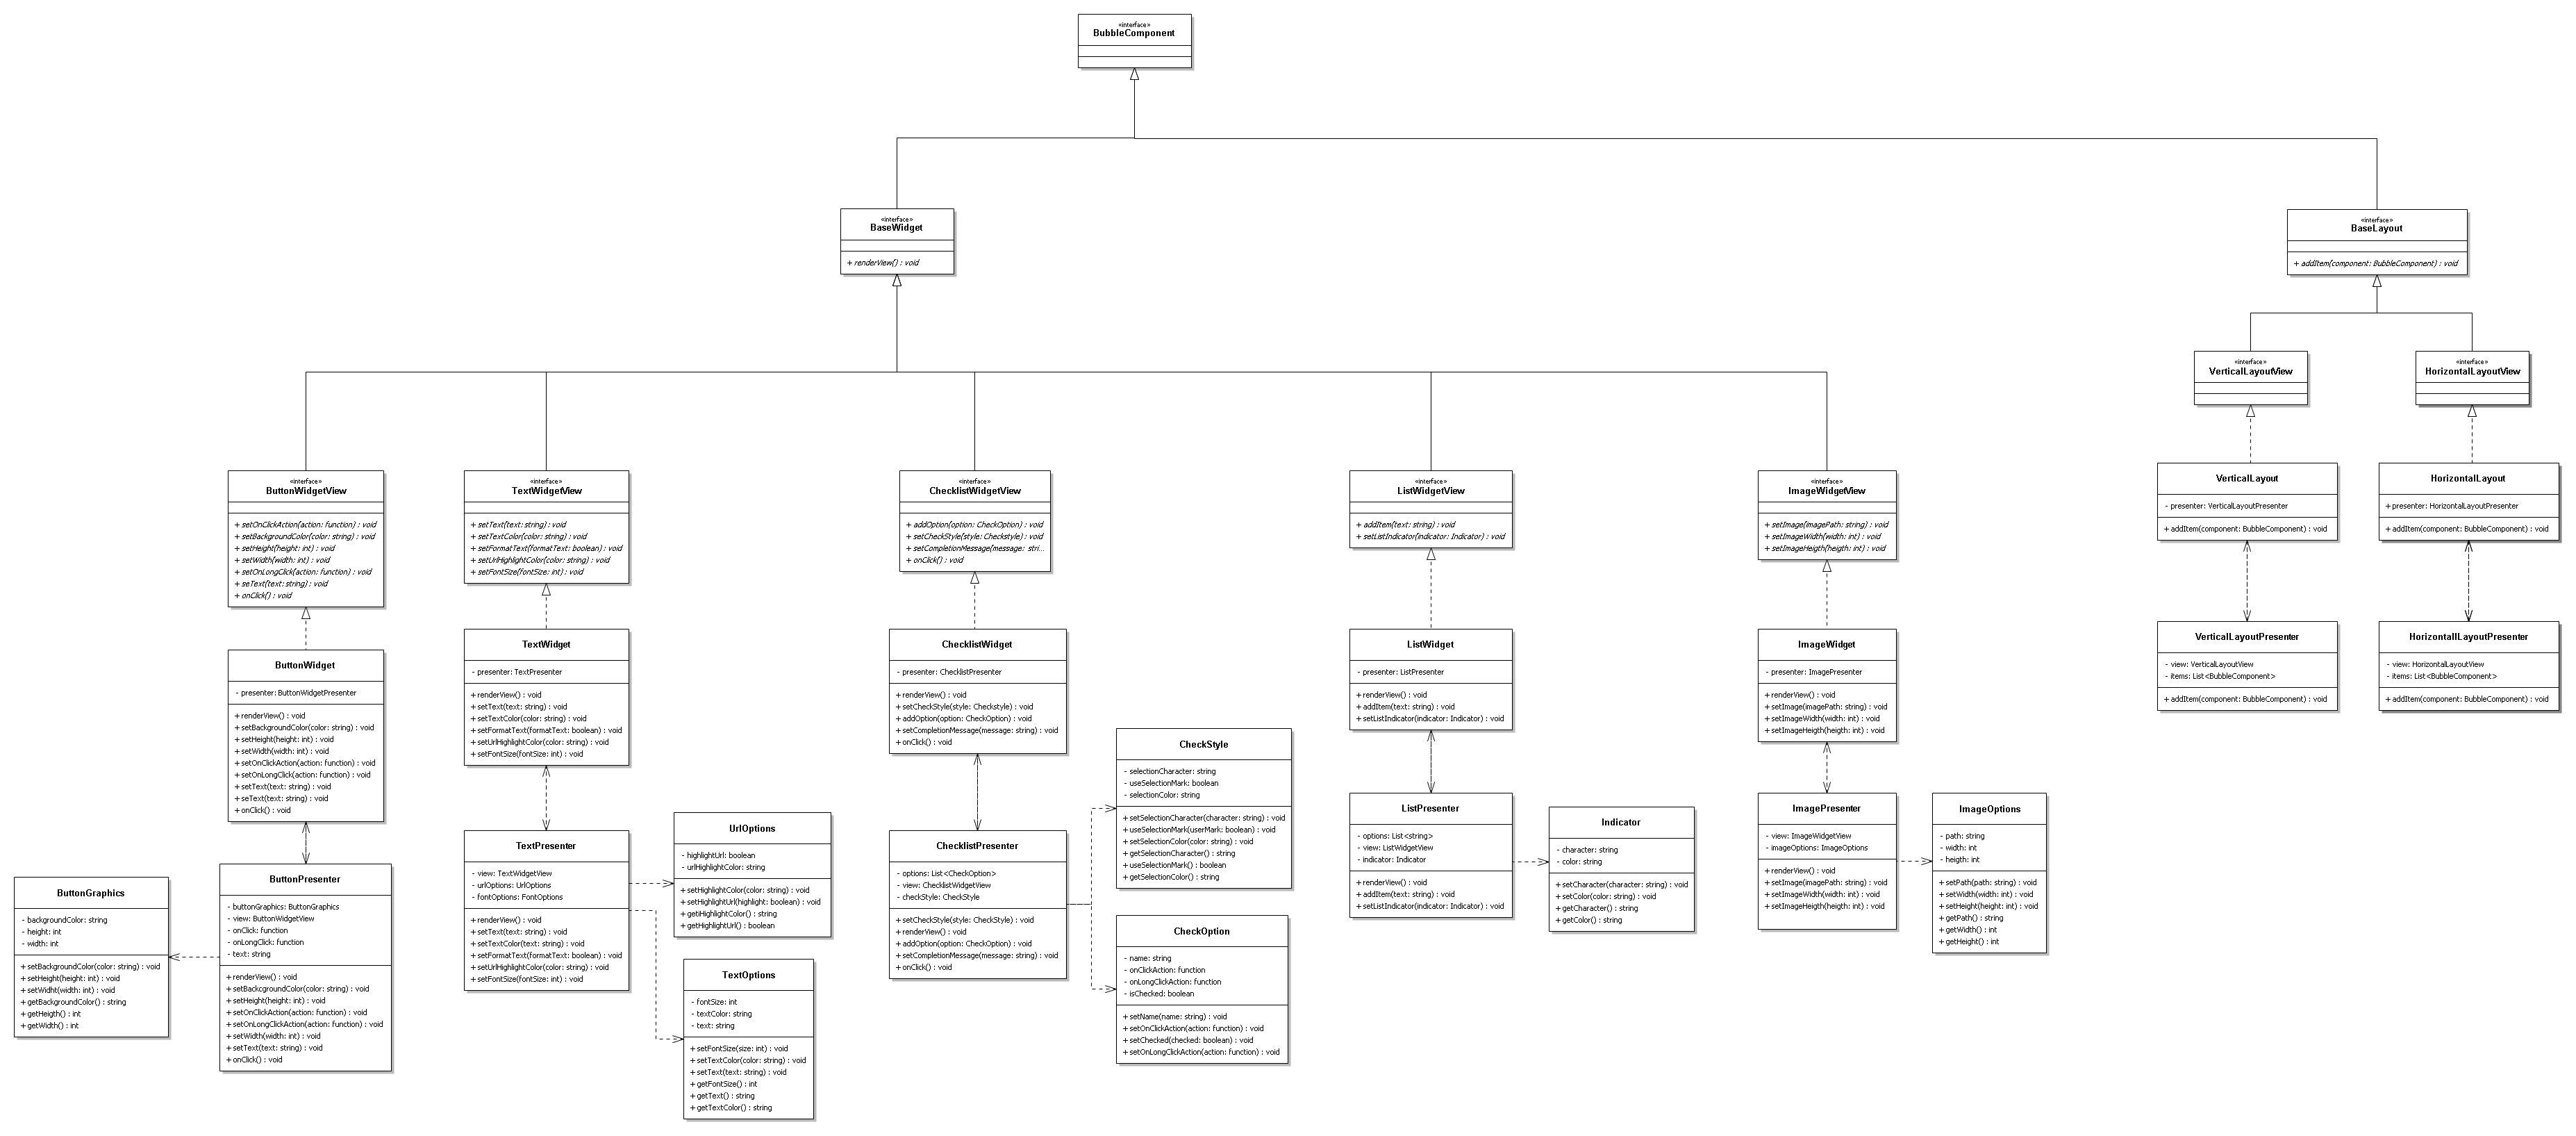 «interface»
BubbleComponent
«interface»
BaseWidget
+ renderView() : void
«interface»
BaseLayout
+ addItem(component: BubbleComponent) : void
«interface»
VerticalLayoutView
«interface»
HorizontalLayoutView
«interface»
ButtonWidgetView
+ setOnClickAction(action: function) : void
+ setBackgroundColor(color: string) : void
+ setHeight(height: int) : void
+ setWidth(width: int) : void
+ setOnLongClick(action: function) : void
+ seText(text: string) : void
+ onClick() : void
«interface»
TextWidgetView
+ setText(text: string) : void
+ setTextColor(color: string) : void
+ setFormatText(formatText: boolean) : void
+ setUrlHighlightColor(color: string) : void
+ setFontSize(fontSize: int) : void
«interface»
ChecklistWidgetView
+ addOption(option: CheckOption) : void
+ setCheckStyle(style: Checkstyle) : void
+ setCompletionMessage(message: stri...
+ onClick() : void
«interface»
ListWidgetView
+ addItem(text: string) : void
+ setListIndicator(indicator: Indicator) : void
«interface»
ImageWidgetView
+ setImage(imagePath: string) : void
+ setImageWidth(width: int) : void
+ setImageHeigth(heigth: int) : void
VerticalLayout
- presenter: VerticalLayoutPresenter
+ addItem(component: BubbleComponent) : void
HorizontalLayout
+ presenter: HorizontalLayoutPresenter
+ addItem(component: BubbleComponent) : void
ButtonWidget
- presenter: ButtonWidgetPresenter
+ renderView() : void
+ setBackgroundColor(color: string) : void
+ setHeight(height: int) : void
+ setWidth(width: int) : void
+ setOnClickAction(action: function) : void
+ setOnLongClick(action: function) : void
+ setText(text: string) : void
+ seText(text: string) : void
+ onClick() : void
TextWidget
- presenter: TextPresenter
+ renderView() : void
+ setText(text: string) : void
+ setTextColor(color: string) : void
+ setFormatText(formatText: boolean) : void
+ setUrlHighlightColor(color: string) : void
+ setFontSize(fontSize: int) : void
ChecklistWidget
- presenter: ChecklistPresenter
+ renderView() : void
+ setCheckStyle(style: Checkstyle) : void
+ addOption(option: CheckOption) : void
+ setCompletionMessage(message: string) : void
+ onClick() : void
ListWidget
- presenter: ListPresenter
+ renderView() : void
+ addItem(text: string) : void
+ setListIndicator(indicator: Indicator) : void
ImageWidget
- presenter: ImagePresenter
+ renderView() : void
+ setImage(imagePath: string) : void
+ setImageWidth(width: int) : void
+ setImageHeigth(heigth: int) : void
VerticalLayoutPresenter
- view: VerticalLayoutView
- items: List<BubbleComponent>
+ addItem(component: BubbleComponent) : void
HorizontallLayoutPresenter
- view: HorizontalLayoutView
- items: List<BubbleComponent>
+ addItem(component: BubbleComponent) : void
ButtonGraphics
- backgroundColor: string
- height: int
- width: int
+ setBackgroundColor(color: string) : void
+ setHeight(height: int) : void
+ setWidht(width: int) : void
+ getBackgroundColor() : string
+ getHeigth() : int
+ getWidth() : int
ButtonPresenter
- buttonGraphics: ButtonGraphics
- view: ButtonWidgetView
- onClick: function
- onLongClick: function
- text: string
+ renderView() : void
+ setBackcgroundColor(color: string) : void
+ setHeight(height: int) : void
+ setOnClickAction(action: function) : void
+ setOnLongClickAction(action: function) : void
+ setWidth(width: int) : void
+ setText(text: string) : void
+ onClick() : void
TextPresenter
- view: TextWidgetView
- urlOptions: UrlOptions
- fontOptions: FontOptions
+ renderView() : void
+ setText(text: string) : void
+ setTextColor(text: string) : void
+ setFormatText(formatText: boolean) : void
+ setUrlHighlightColor(color: string) : void
+ setFontSize(fontSize: int) : void
UrlOptions
- highlightUrl: boolean
- urlHighlightColor: string
+ setHighlightColor(color: string) : void
+ setHighlightUrl(highlight: boolean) : void
+ getHighlightColor() : string
+ getHighlightUrl() : boolean
TextOptions
- fontSize: int
- textColor: string
- text: string
+ setFontSize(size: int) : void
+ setTextColor(color: string) : void
+ setText(text: string) : void
+ getFontSize() : int
+ getText() : string
+ getTextColor() : string
ChecklistPresenter
- options: List<CheckOption>
- view: ChecklistWidgetView
- checkStyle: CheckStyle
+ setCheckStyle(style: CheckStyle) : void
+ renderView() : void
+ addOption(option: CheckOption) : void
+ setCompletionMessage(message: string) : void
+ onClick() : void
CheckStyle
- selectionCharacter: string
- useSelectionMark: boolean
- selectionColor: string
+ setSelectionCharacter(character: string) : void
+ useSelectionMark(userMark: boolean) : void
+ setSelectionColor(color: string) : void
+ getSelectionCharacter() : string
+ useSelectionMark() : boolean
+ getSelectionColor() : string
CheckOption
- name: string
- onClickAction: function
- onLongClickAction: function
- isChecked: boolean
+ setName(name: string) : void
+ setOnClickAction(action: function) : void
+ setChecked(checked: boolean) : void
+ setOnLongClickAction(action: function) : void
ListPresenter
- options: List<string>
- view: ListWidgetView
- indicator: Indicator
+ renderView() : void
+ addItem(text: string) : void
+ setListIndicator(indicator: Indicator) : void
Indicator
- character: string
- color: string
+ setCharacter(character: string) : void
+ setColor(color: string) : void
+ getCharacter() : string
+ getColor() : string
ImagePresenter
- view: ImageWidgetView
- imageOptions: ImageOptions
+ renderView() : void
+ setImage(imagePath: string) : void
+ setImageWidth(width: int) : void
+ setImageHeigth(heigth: int) : void
ImageOptions
- path: string
- width: int
- heigth: int
+ setPath(path: string) : void
+ setWidth(width: int) : void
+ setHeight(height: int) : void
+ getPath() : string
+ getWidth() : int
+ getHeight() : int